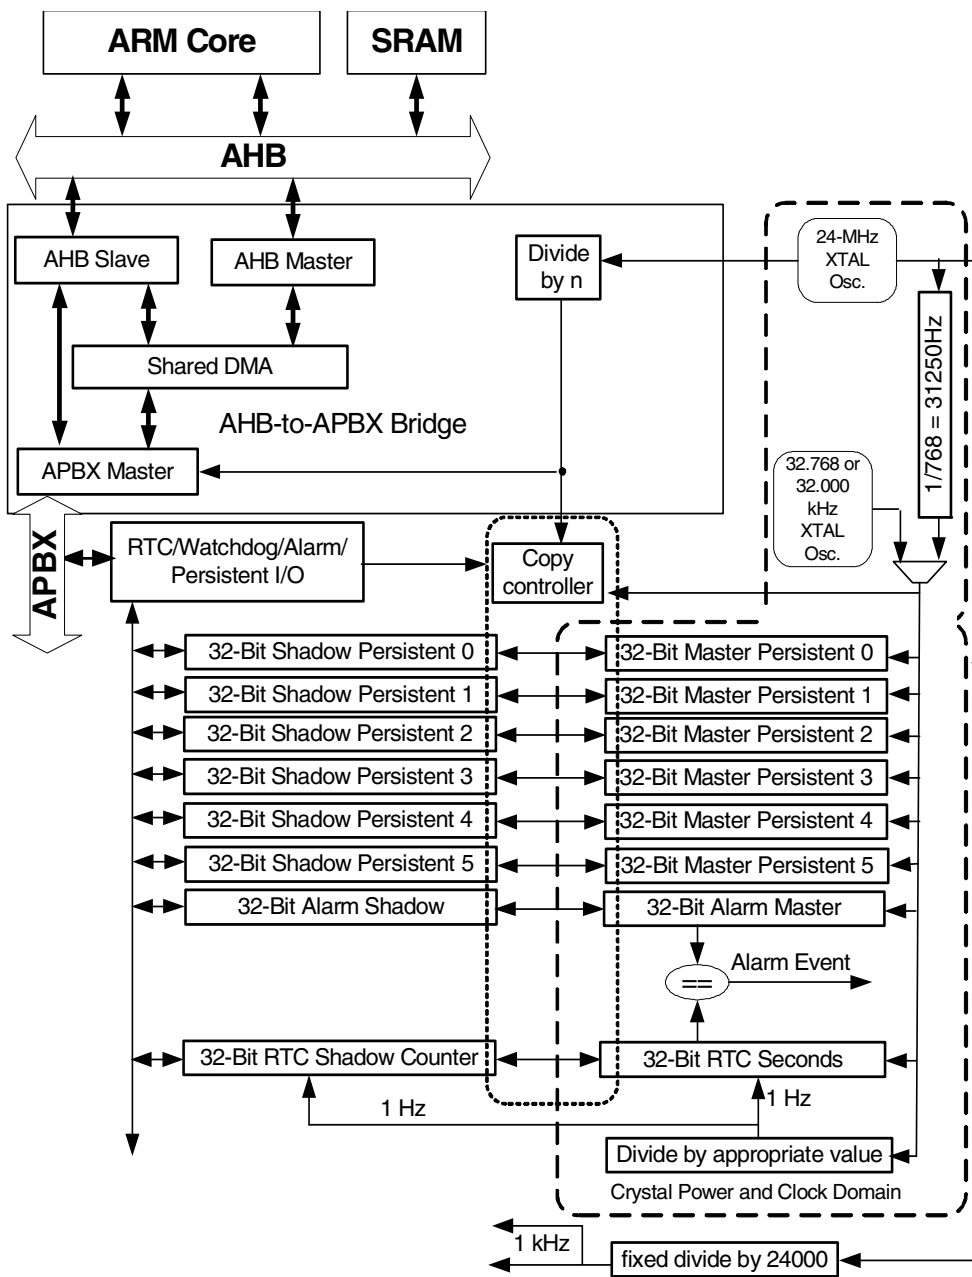 ARM Core
SRAM
AHB
AHB Slave
AHB Master
Divide
by n
24-MHz
XTAL
Osc.
Shared DMA
1/768 = 31250Hz
AHB-to-APBX Bridge
APBX Master
32.768 or
32.000
kHz
XTAL
Osc.
APBX
RTC/Watchdog/Alarm/
Persistent I/O
Copy
controller
32-Bit Shadow Persistent 0
32-Bit Master Persistent 0
32-Bit Shadow Persistent 1
32-Bit Master Persistent 1
32-Bit Shadow Persistent 2
32-Bit Master Persistent 2
32-Bit Shadow Persistent 3
32-Bit Master Persistent 3
32-Bit Shadow Persistent 4
32-Bit Master Persistent 4
32-Bit Shadow Persistent 5
32-Bit Master Persistent 5
32-Bit Alarm Shadow
32-Bit Alarm Master
Alarm Event
==
32-Bit RTC Shadow Counter
32-Bit RTC Seconds
1 Hz
1 Hz
Divide by appropriate value
Crystal Power and Clock Domain
1 kHz
fixed divide by 24000